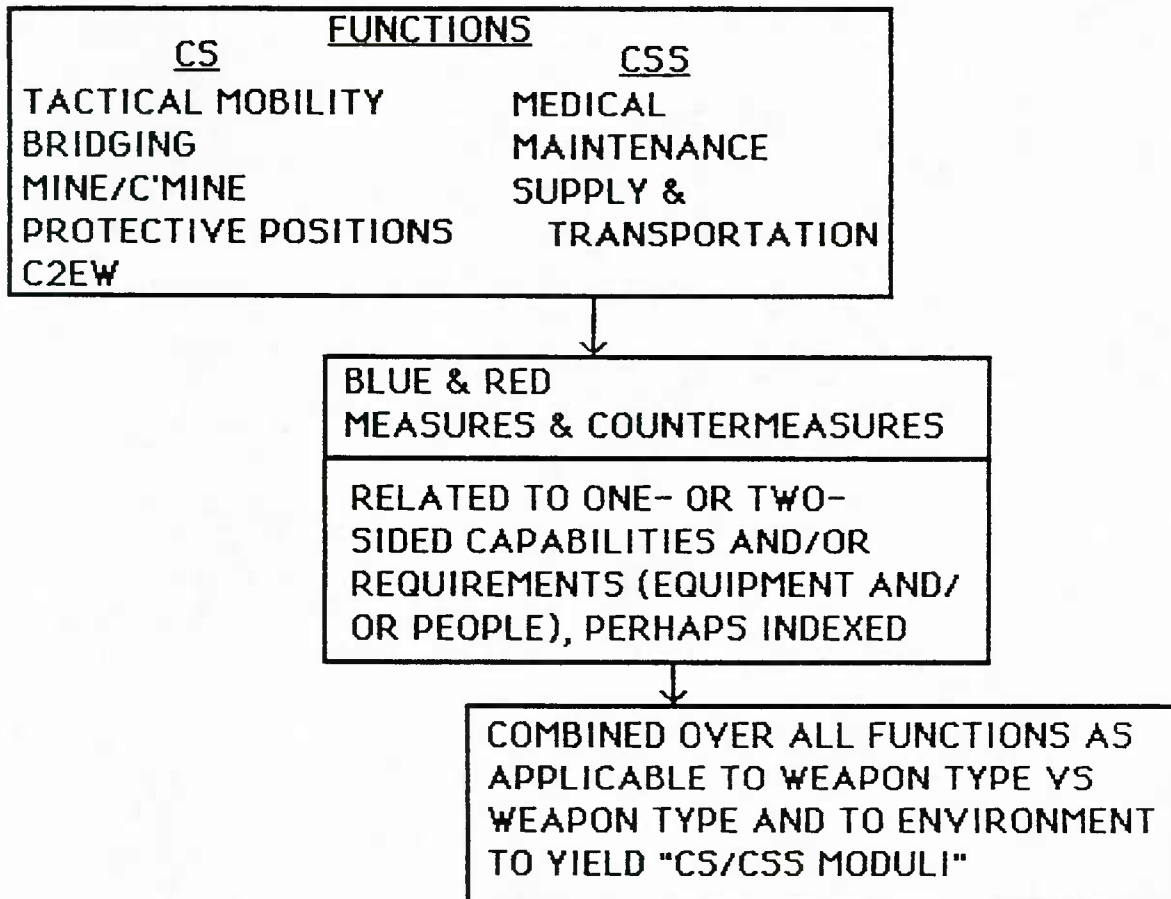 FUNCTIONS
CS
TACTICAL MOBILITY
BRIDGING
MINE/C'MINE
PROTECTIVE POSITIONS
C2EW
CSS
MEDICAL
MAINTENANCE
SUPPLY &
TRANSPORTATION
BLUE & RED
MEASURES & COUNTERMEASURES
RELATED TO ONE- OR TWO-
SIDED CAPABILITIES AND/OR
REQUIREMENTS (EQUIPMENT AND/
OR PEOPLE), PERHAPS INDEXED
COMBINED OVER ALL FUNCTIONS AS
APPLICABLE TO WEAPON TYPE VS
WEAPON TYPE AND TO ENVIRONMENT
TO YIELD "CS/CSS MODULI"